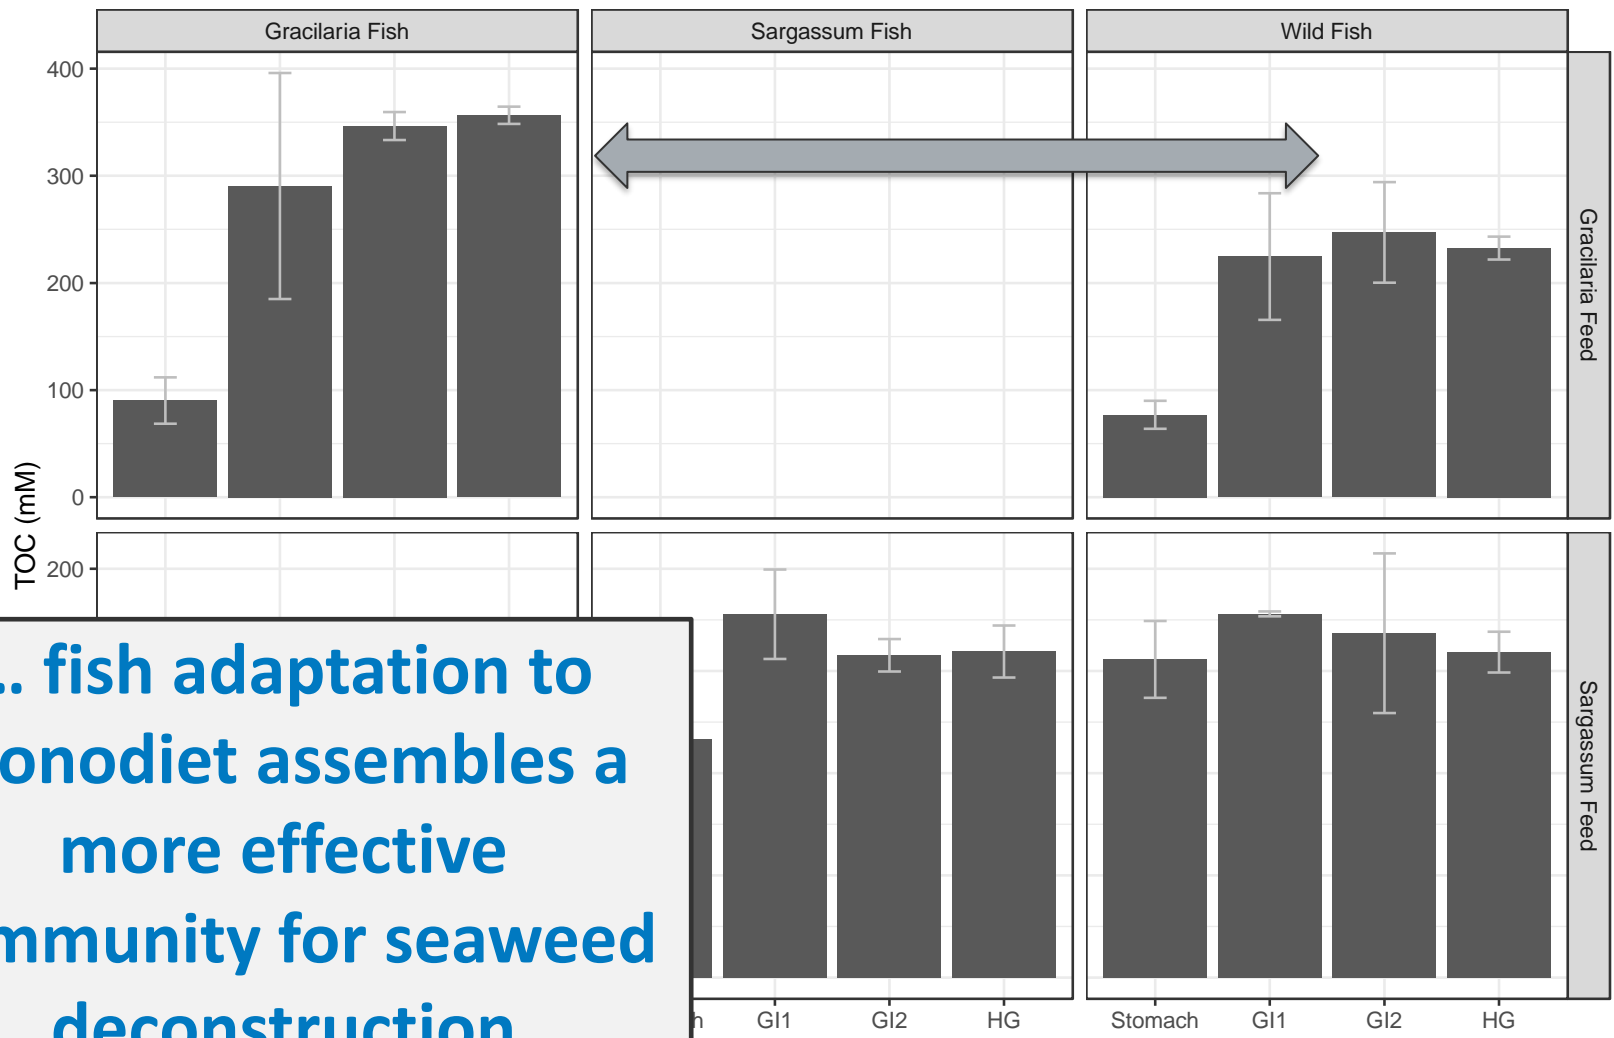 Gracilaria Fish
Sargassum Fish
Wild Fish
400
300
200
100
0
TOC (mM)
Gracilaria Feed
200
Sargassum Feed
.. fish adaptation to
onodiet assembles a
more effective
mmunity for seaweed
deconstruction
h GI1 GI2 HG
Stomach GI1 GI2 HG